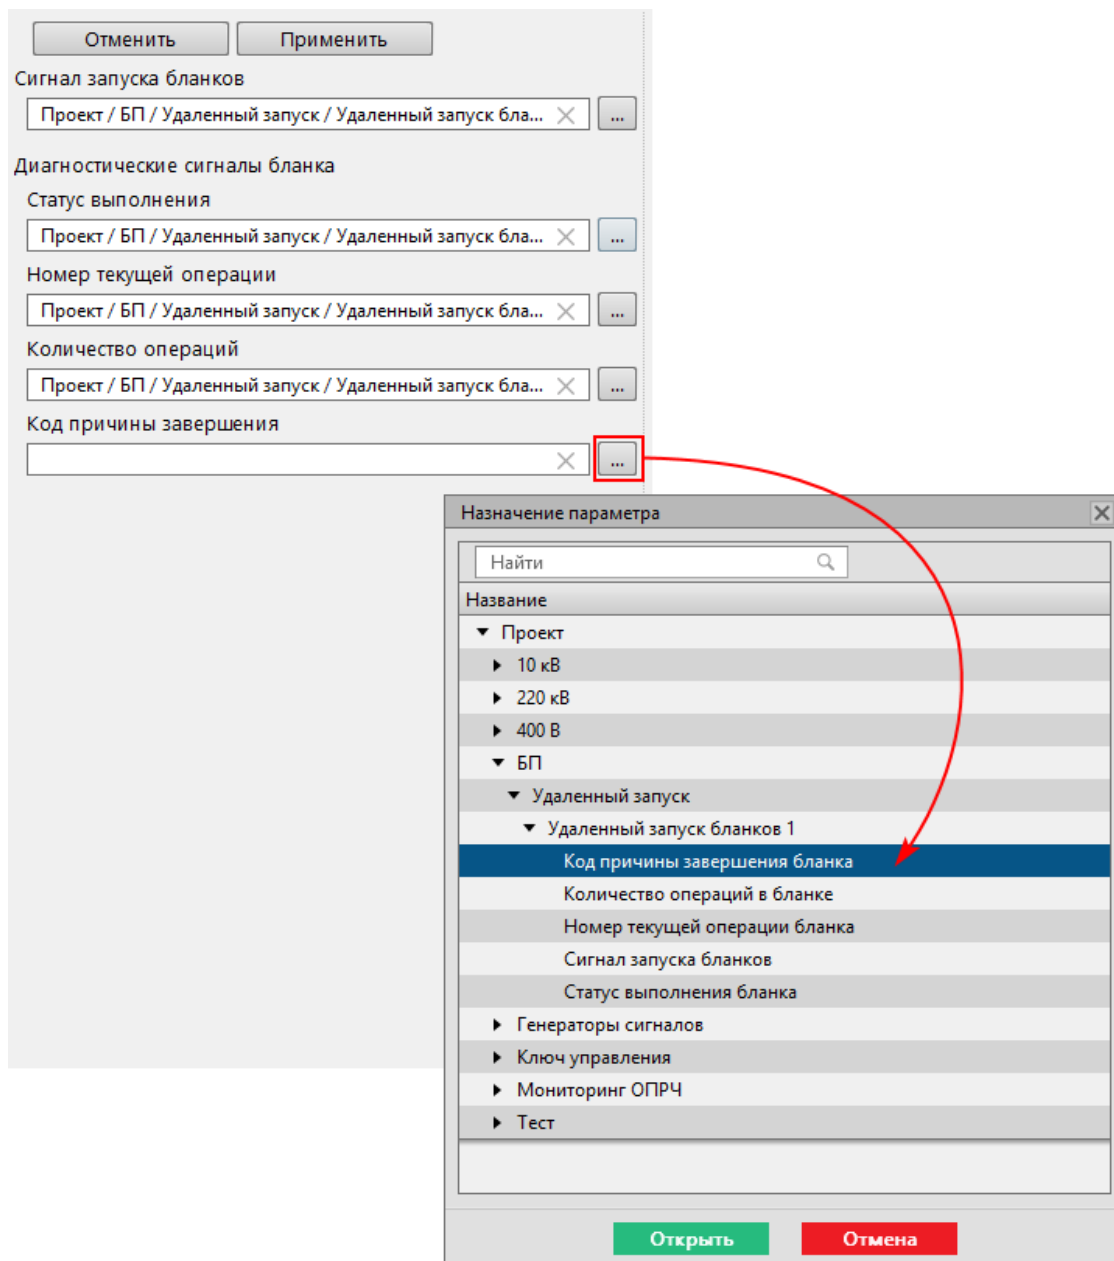 Отменить Применить
Сигнал запуска бланков
Проект / БП / Удаленный запуск / Удаленный запуск бла... ...
Диагностические сигналы бланка
Статус выполнения
Проект / БП / Удаленный запуск / Удаленный запуск бла... ...
Номер текущей операции
Проект / БП / Удаленный запуск / Удаленный запуск бла... ...
Количество операций
Проект / БП / Удаленный запуск / Удаленный запуск бла... ...
Код причины завершения
...
Назначение параметра
Найти
Название
Проект
10 кВ
220 кВ
400 В
БП
Удаленный запуск
Удаленный запуск бланков 1
Код причины завершения бланка
Количество операций в бланке
Номер текущей операции бланка
Сигнал запуска бланков
Статус выполнения бланка
Генераторы сигналов
Ключ управления
Мониторинг ОПРЧ
Тест
Открыть Отмена